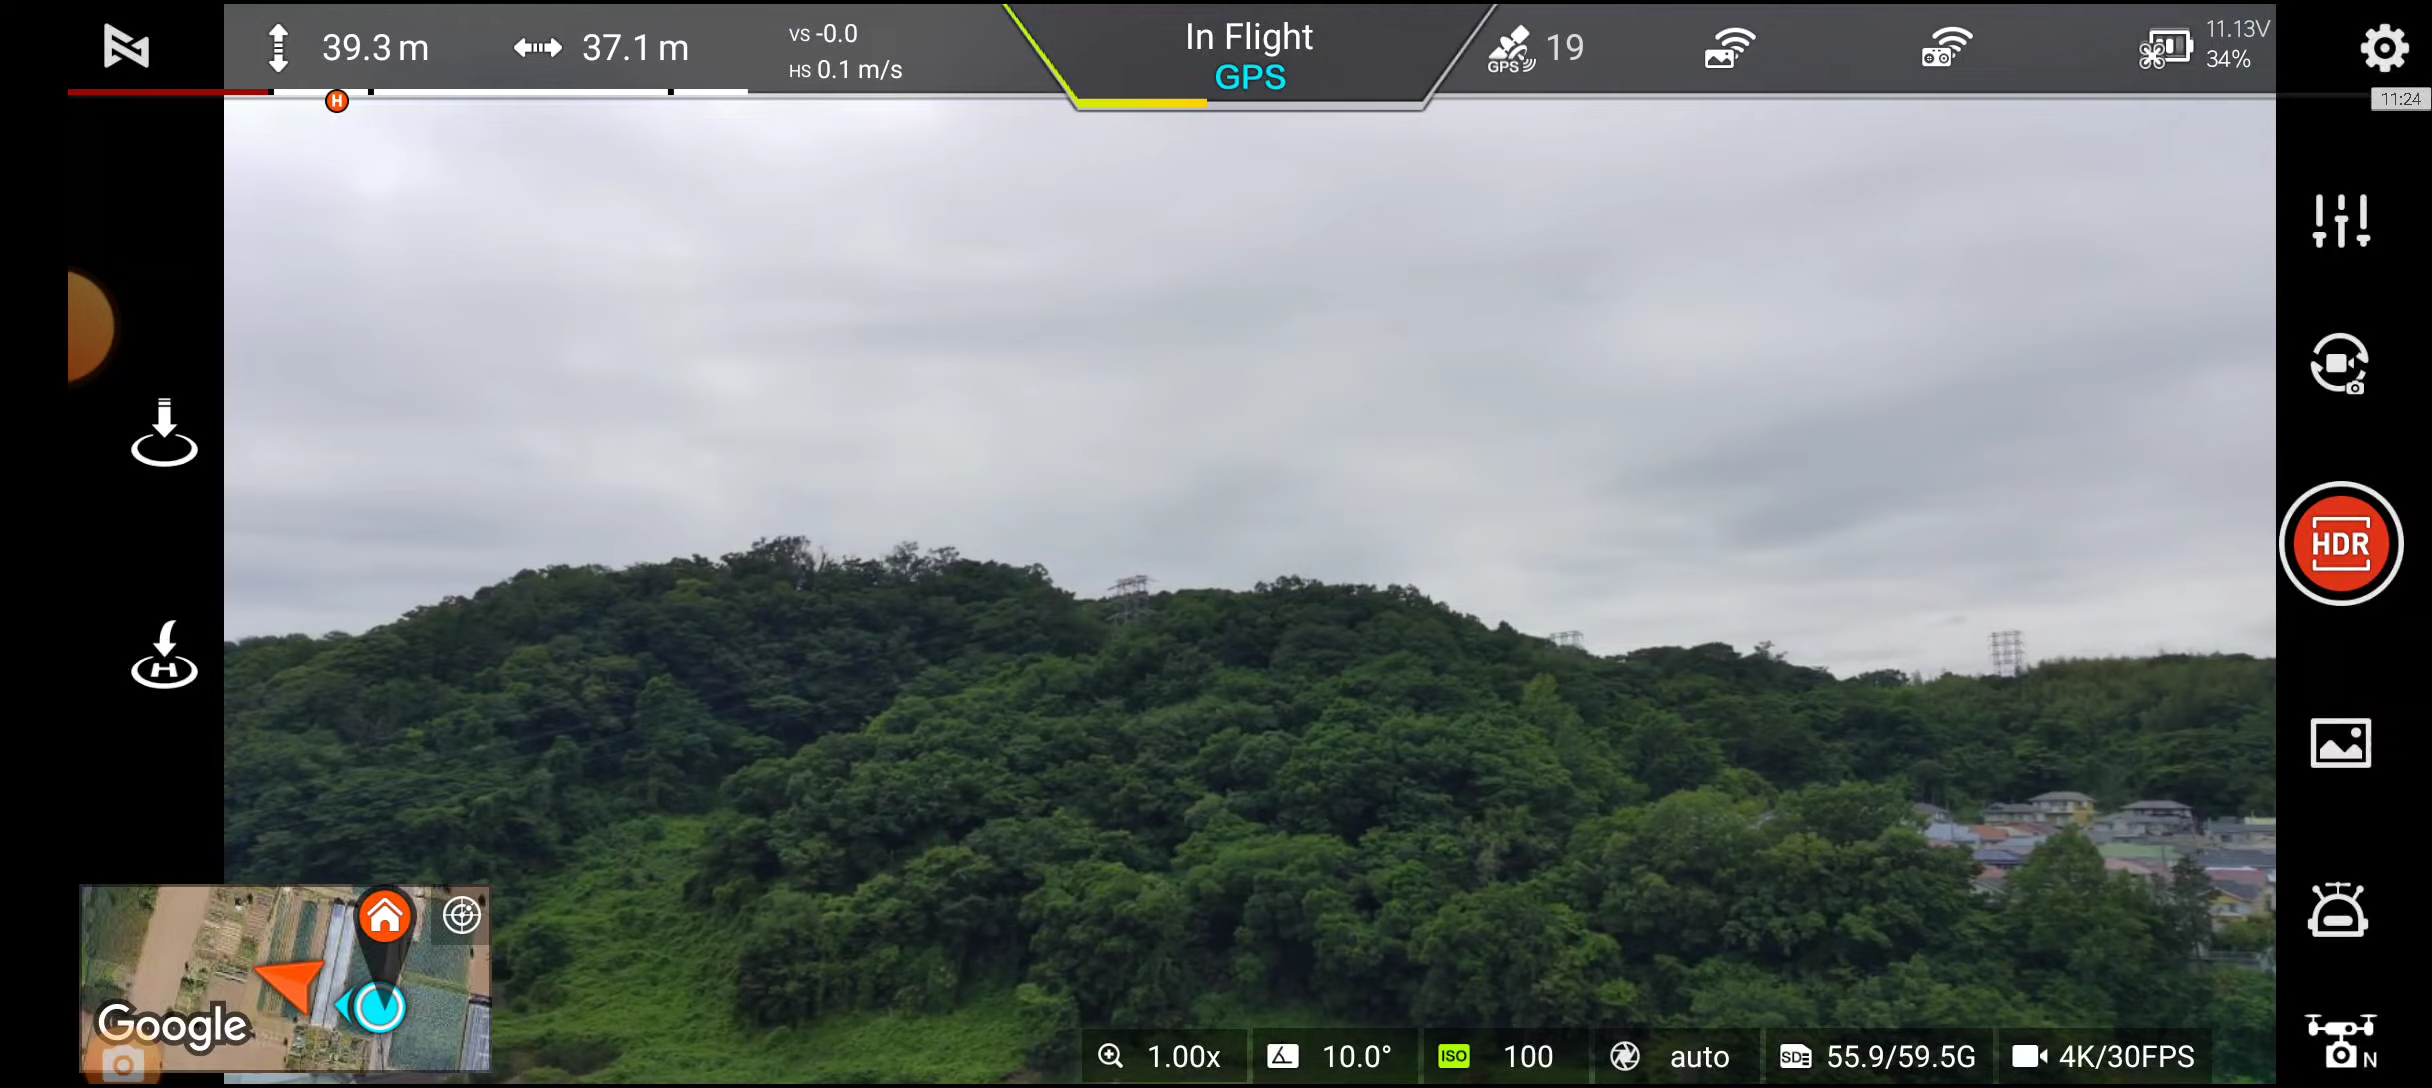 39.3 m
37.1 m
VS -0.0
HS 0.1 m/s
In Flight
GPS
GPS
19
11.13V
34%
11:24
H
HDR
H
Google
1.00x
10.0°
ISO
100
auto
SD
55.9/59.5G
4K/30FPS
N